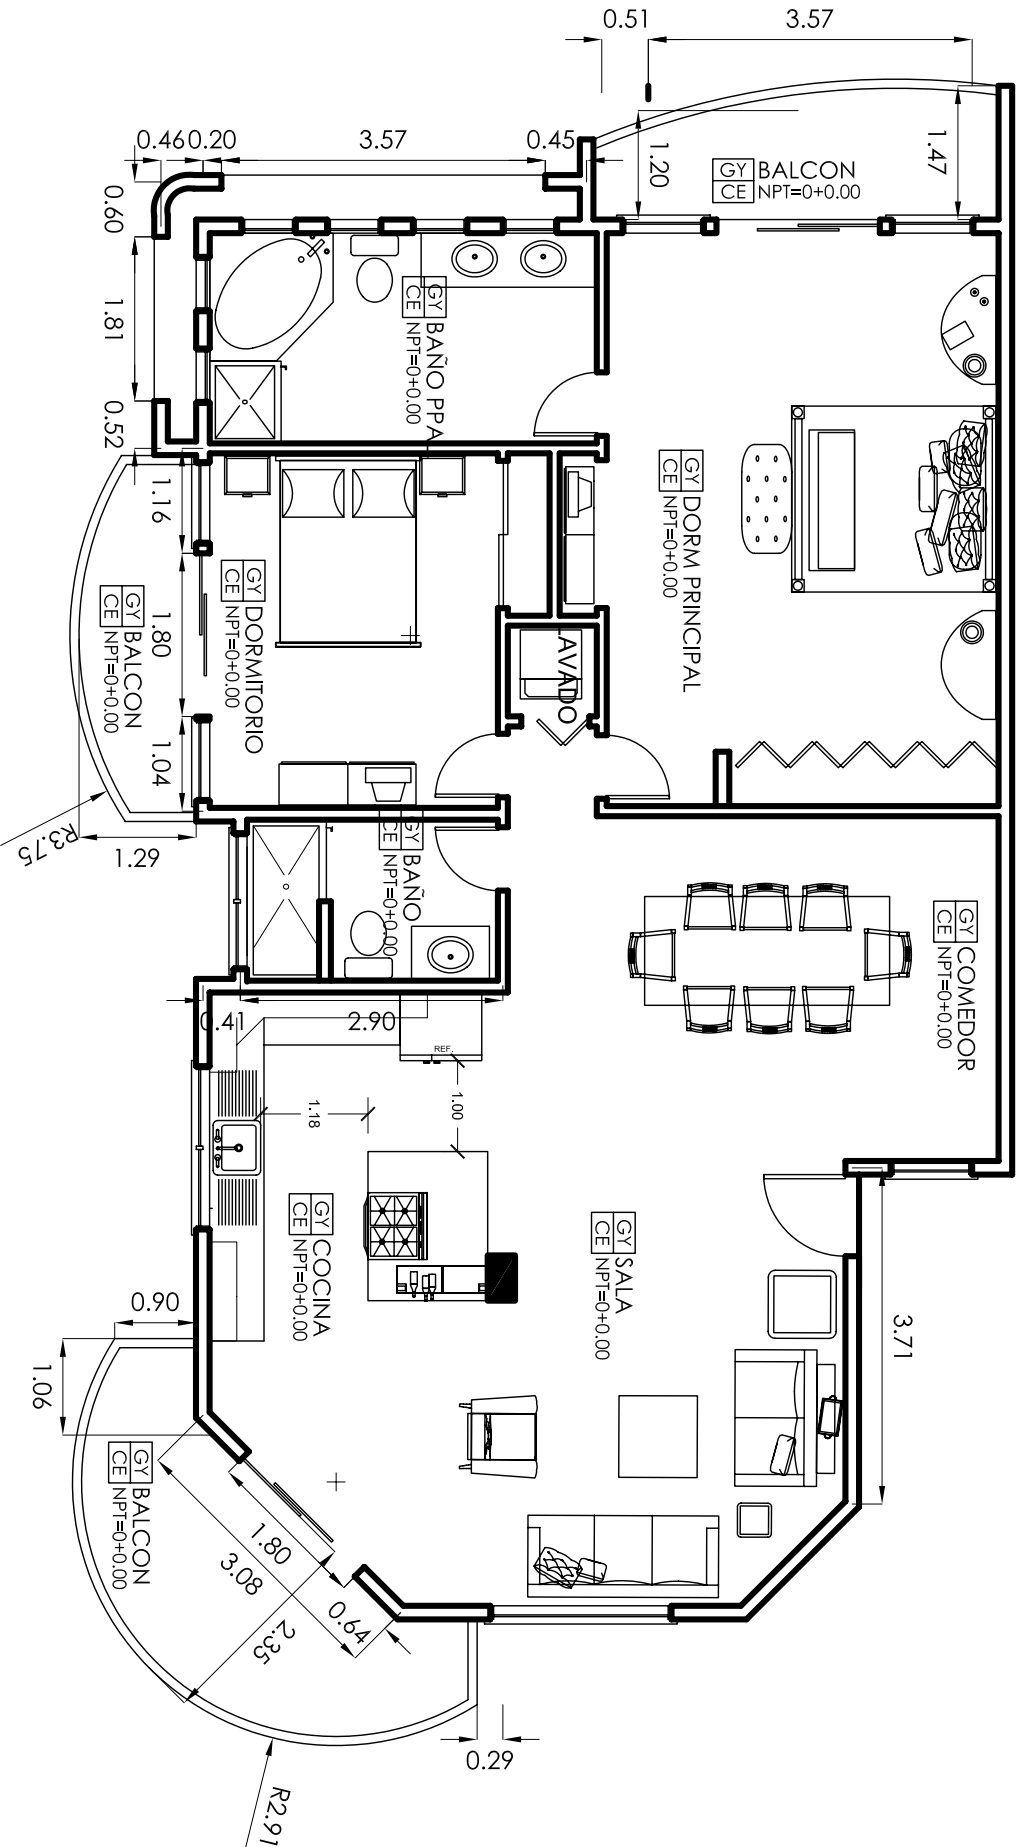 0.51
3.57
0.46
0.20
3.57
0.45
1.20
1.47
GY BALCON
CE NPT=0+0.00
0.60
1.81
0.52
GY BAÑO PPA
CE NPT=0+0.00
GY DORM PRINCIPAL
CE NPT=0+0.00
1.16
1.80
1.04
GY DORMITORIO
CE NPT=0+0.00
GY BALCON
CE NPT=0+0.00
LAVADO
R3.75
1.29
GY BAÑO
CE NPT=0+0.00
GY COMEDOR
CE NPT=0+0.00
0.41
2.90
REF.
1.00
1.18
GY COCINA
CE NPT=0+0.00
GY SALA
CE NPT=0+0.00
3.71
0.90
1.06
GY BALCON
CE NPT=0+0.00
1.80
3.08
0.64
2.35
0.29
R2.91